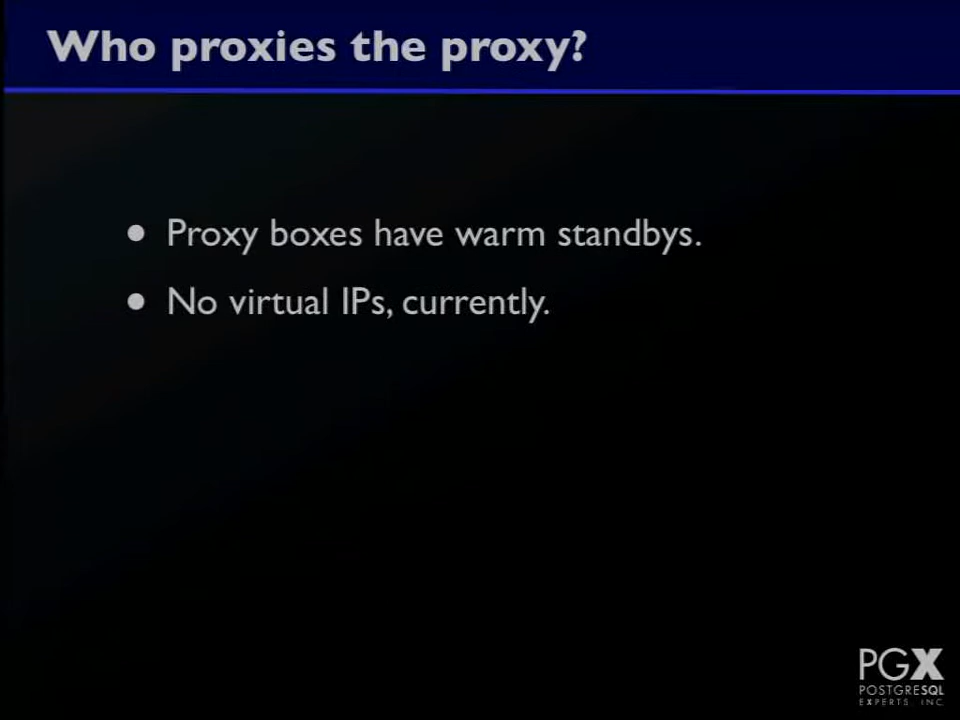 Who proxies the proxy?
• Proxy boxes have warm standbys.
• No virtual IPs, currently.
PGX
POSTGRESQL
EXPERTS, INC.